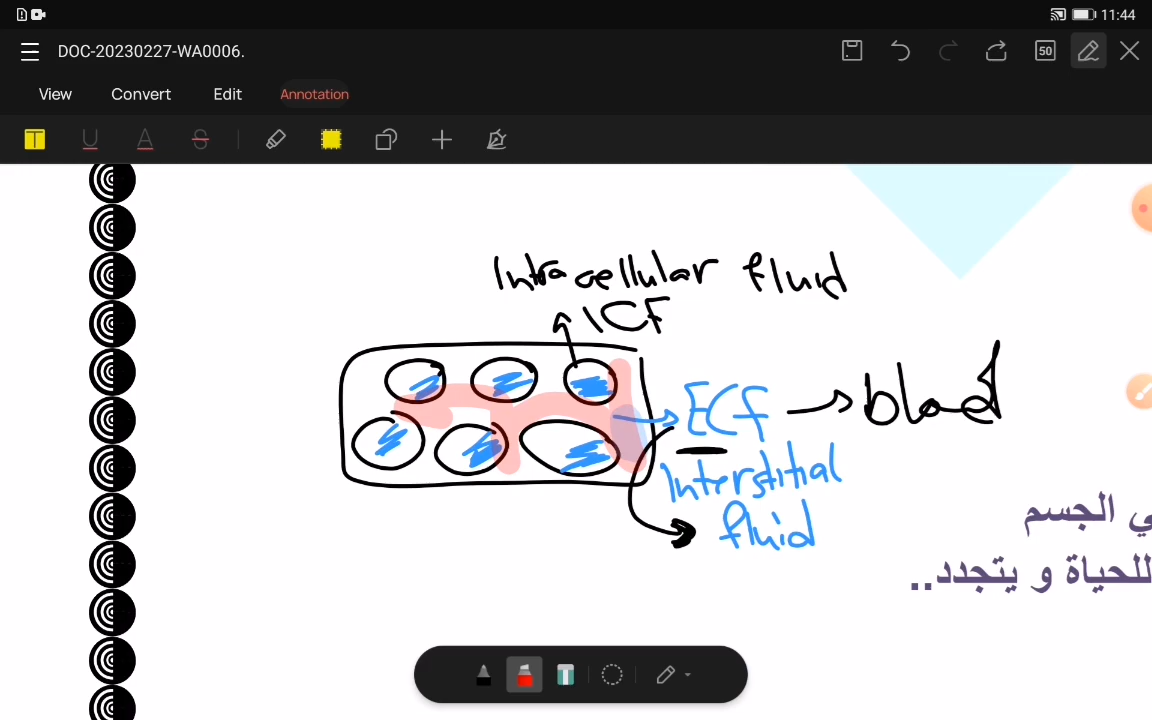 11:44
DOC-20230227-WA0006.
50
View Convert Edit Annotation
T U A S
Intracellular fluid
ICF
ECF → blood
Interstitial
fluid
ي الجسم
للحياة و يتجدد..